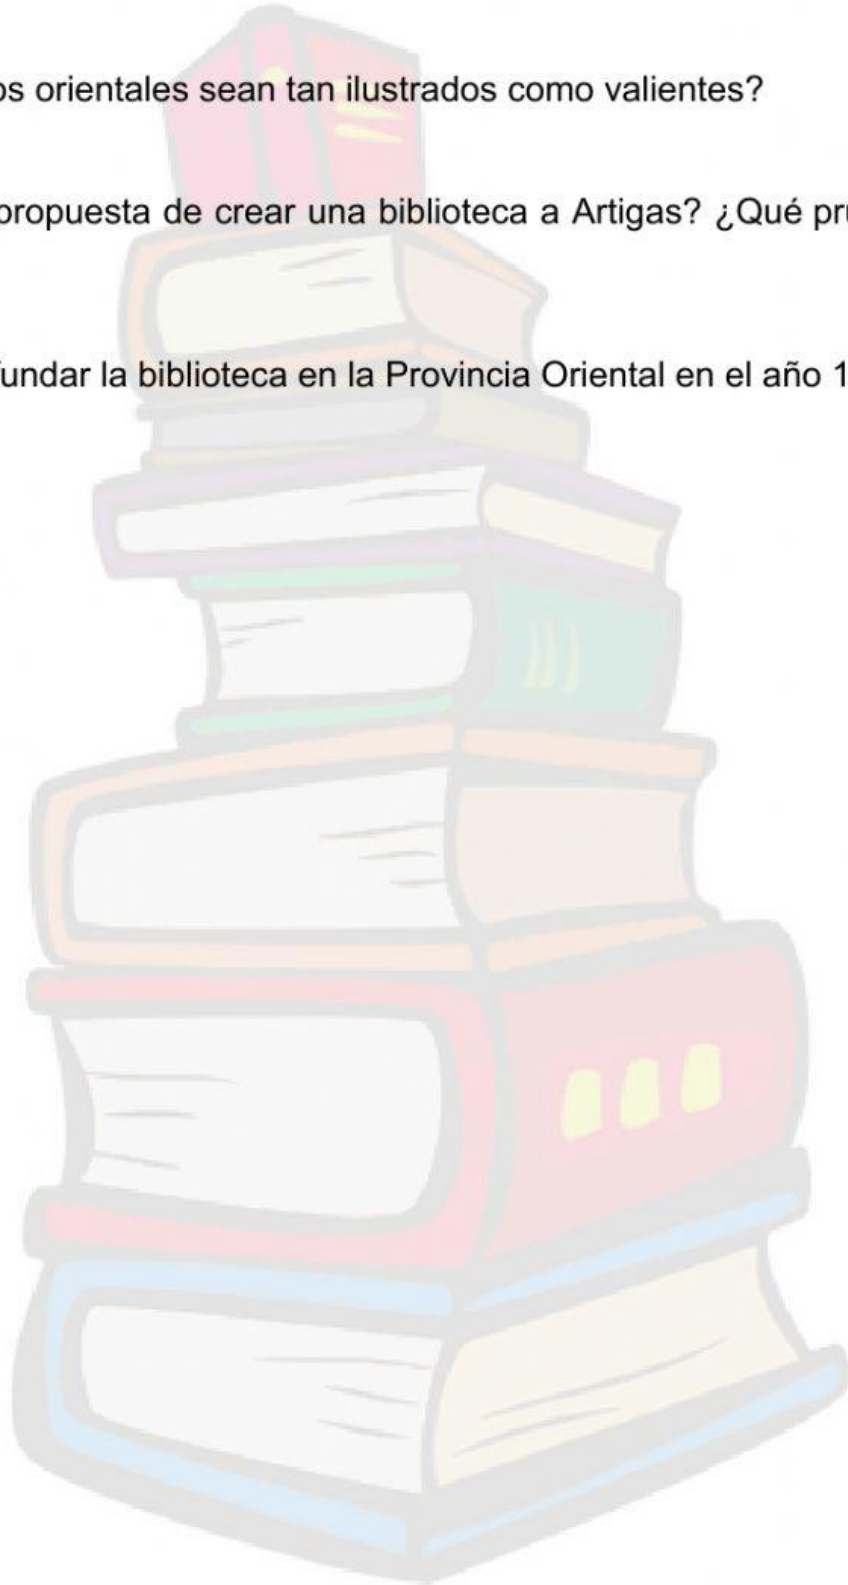 os orientales sean tan ilustrados como valientes?
propuesta de crear una biblioteca a Artigas? ¿Qué pr
fundar la biblioteca en la Provincia Oriental en el año 1